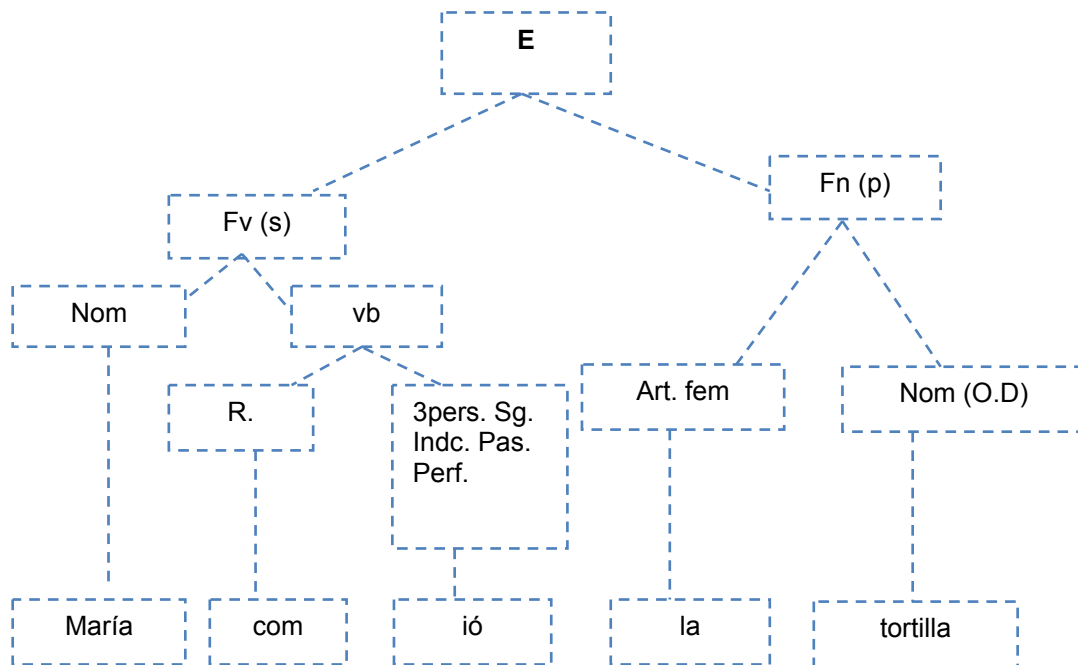 E
Fn (p)
Fv (s)
Nom
vb
Art. fem
Nom (O.D)
R.
3pers. Sg.
Indc. Pas.
Perf.
María
com
ió
la
tortilla